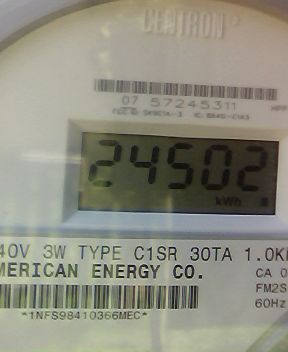 CENTRON
07 57245311
24502
kWh
40V 3W TYPE C1SR 30TA 1.0K
MERICAN ENERGY CO.
CA 0
FM2S
60Hz
*1NFS98410366MEC*